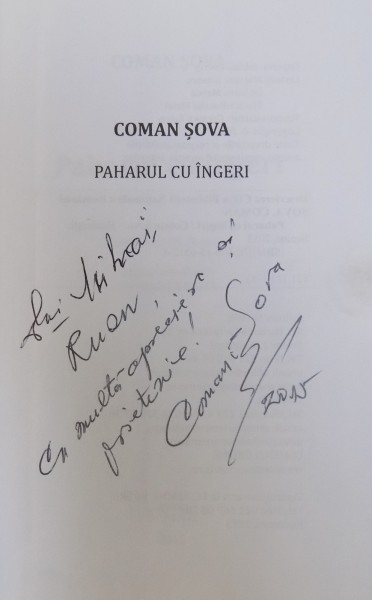 COMAN ȘOVA
PAHARUL CU ÎNGERI
Lui Mihai,
Ruan,
Cu multă apreciere și
prietenie!
Coman Șova
2015